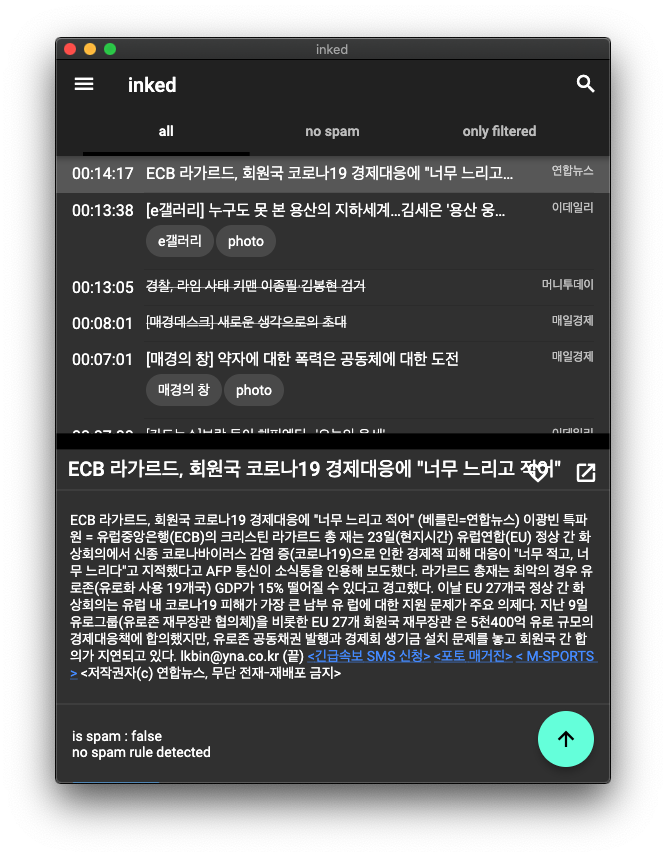 inked
inked
all no spam only filtered
00:14:17 ECB 라가르드, 회원국 코로나19 경제대응에 "너무 느리고... 연합뉴스
00:13:38 [e갤러리] 누구도 못 본 용산의 지하세계...김세은 '용산 웅... 이데일리
e갤러리 photo
00:13:05 경찰, 라임 사태 키맨 이종필·김봉현 검거 머니투데이
00:08:01 [매경데스크] 새로운 생각으로의 초대 매일경제
00:07:01 [매경의 창] 약자에 대한 폭력은 공동체에 대한 도전 매일경제
매경의 창 photo
ECB 라가르드, 회원국 코로나19 경제대응에 "너무 느리고 적어"
ECB 라가르드, 회원국 코로나19 경제대응에 "너무 느리고 적어" (베를린=연합뉴스) 이광빈 특파
원 = 유럽중앙은행(ECB)의 크리스틴 라가르드 총 재는 23일(현지시간) 유럽연합(EU) 정상 간 화
상회의에서 신종 코로나바이러스 감염 증(코로나19)으로 인한 경제적 피해 대응이 "너무 적고, 너
무 느리다"고 지적했다고 AFP 통신이 소식통을 인용해 보도했다. 라가르드 총재는 최악의 경우 유
로존(유로화 사용 19개국) GDP가 15% 떨어질 수 있다고 경고했다. 이날 EU 27개국 정상 간 화
상회의는 유럽 내 코로나19 피해가 가장 큰 남부 유 럽에 대한 지원 문제가 주요 의제다. 지난 9일
유로그룹(유로존 재무장관 협의체)을 비롯한 EU 27개 회원국 재무장관 은 5천400억 유로 규모의
경제대응책에 합의했지만, 유로존 공동채권 발행과 경제회 생기금 설치 문제를 놓고 회원국 간 합
의가 지연되고 있다. lkbin@yna.co.kr (끝) <긴급속보 SMS 신청> <포토 매거진> < M-SPORTS
> <저작권자(c) 연합뉴스, 무단 전재-재배포 금지>
is spam : false
no spam rule detected